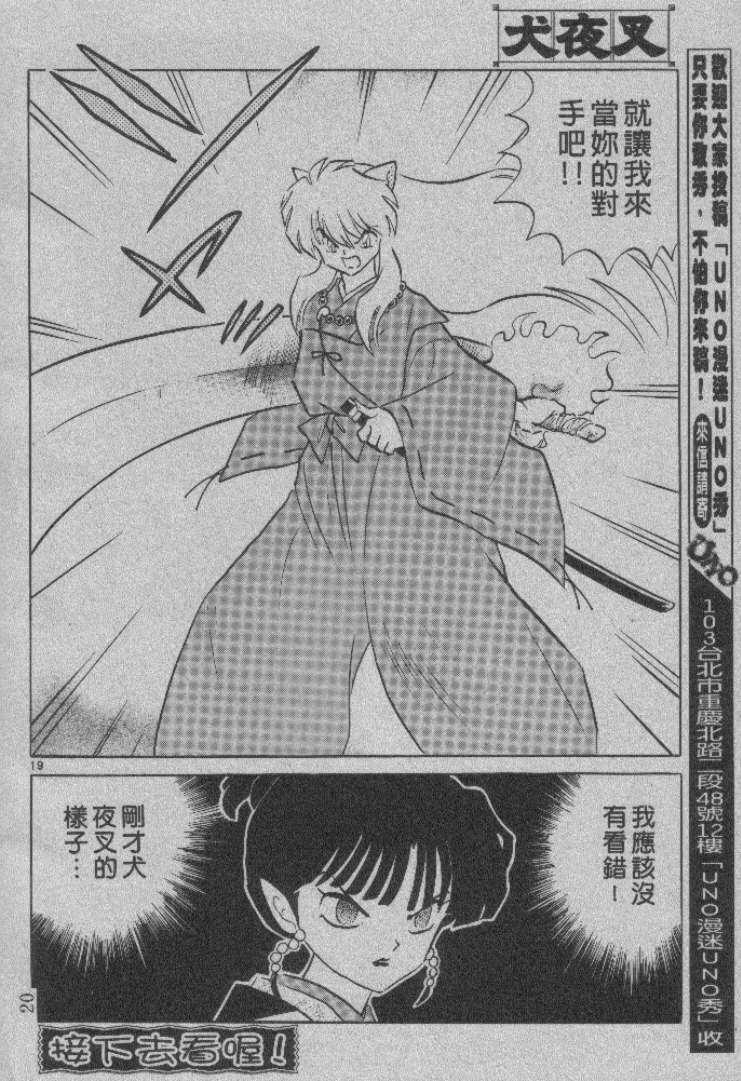 犬夜叉
就讓我來
當妳的對
手吧!!
19
我應該沒
有看錯!
剛才犬
夜叉的
樣子…
20
接下去看喔!
歡迎大家投稿「UNO漫迷UNO秀」
只要你敢秀,不怕你來稿!
來信請寄
UNO
103台北市重慶北路二段48號12樓「UNO漫迷UNO秀」收